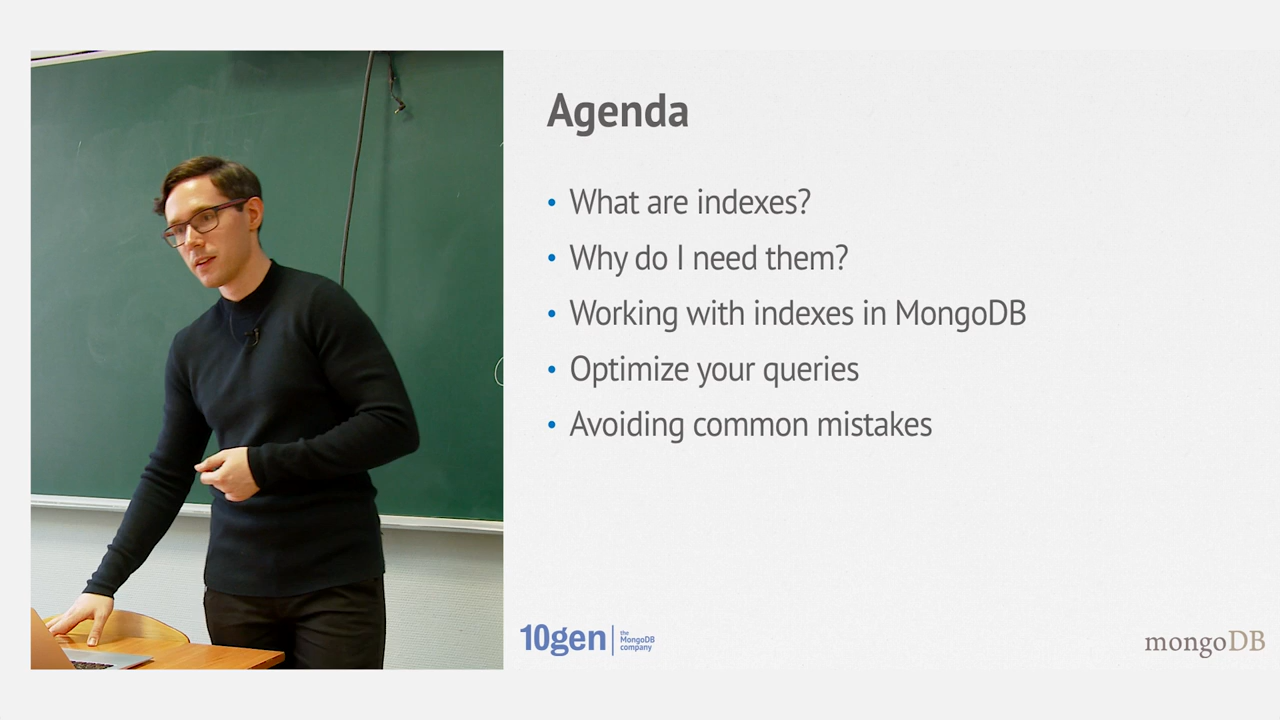 Agenda
• What are indexes?
• Why do I need them?
• Working with indexes in MongoDB
• Optimize your queries
• Avoiding common mistakes
10gen
the
MongoDB
company
mongoDB